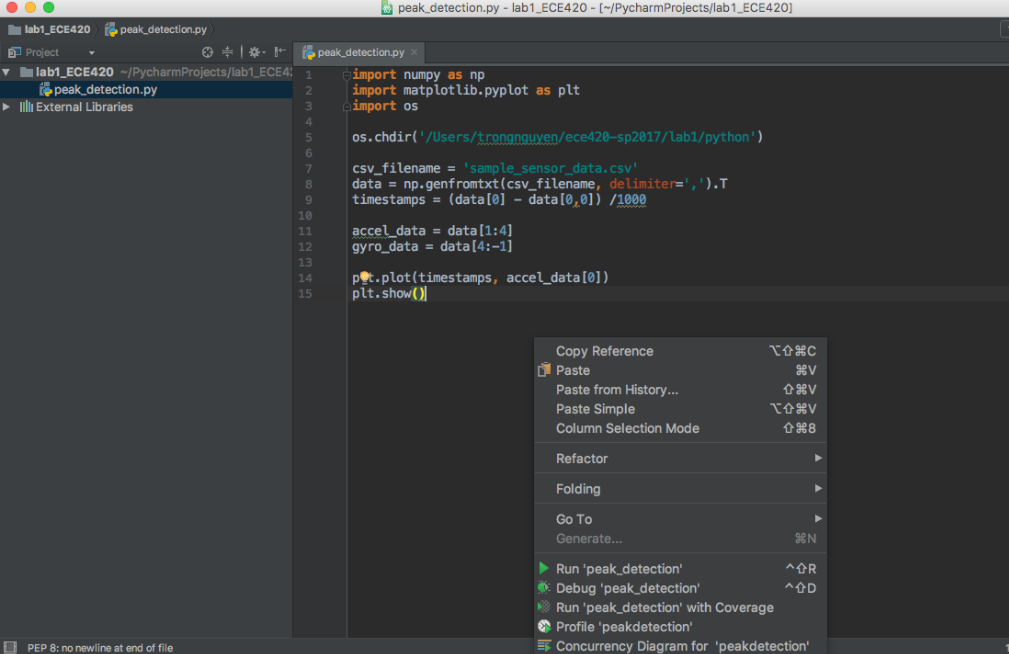 peak_detection.py - lab1_ECE420 - [~/PycharmProjects/lab1_ECE420]
lab1_ECE420 peak_detection.py
Project
peak_detection.py
lab1_ECE420 ~/PycharmProjects/lab1_ECE42
peak_detection.py
External Libraries
1 import numpy as np
2 import matplotlib.pyplot as plt
3 import os
4
5 os.chdir('/Users/trongnguyen/ece420-sp2017/lab1/python')
6
7 csv_filename = 'sample_sensor_data.csv'
8 data = np.genfromtxt(csv_filename, delimiter=',').T
9 timestamps = (data[0] - data[0,0]) /1000
10
11 accel_data = data[1:4]
12 gyro_data = data[4:-1]
13
14 plt.plot(timestamps, accel_data[0])
15 plt.show()
Copy Reference ⌥⇧⌘C
Paste ⌘V
Paste from History... ⇧⌘V
Paste Simple ⌥⇧⌘V
Column Selection Mode ⇧⌘8
Refactor
Folding
Go To
Generate... ⌘N
Run 'peak_detection' ^⇧R
Debug 'peak_detection' ^⇧D
Run 'peak_detection' with Coverage
Profile 'peakdetection'
Concurrency Diagram for 'peakdetection'
PEP 8: no newline at end of file